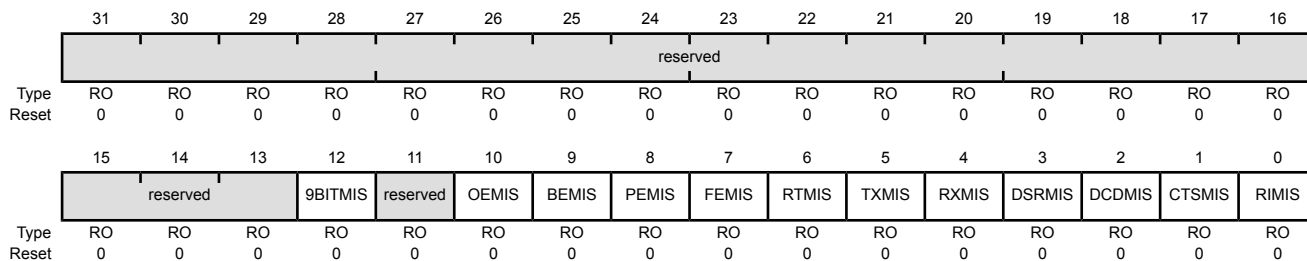 31 30 29 28 27 26 25 24 23 22 21 20 19 18 17 16
reserved
Type RO RO RO RO RO RO RO RO RO RO RO RO RO RO RO RO
Reset 0 0 0 0 0 0 0 0 0 0 0 0 0 0 0 0
15 14 13 12 11 10 9 8 7 6 5 4 3 2 1 0
reserved 9BITMIS reserved OEMIS BEMIS PEMIS FEMIS RTMIS TXMIS RXMIS DSRMIS DCDMIS CTSMIS RIMIS
Type RO RO RO RO RO RO RO RO RO RO RO RO RO RO RO RO
Reset 0 0 0 0 0 0 0 0 0 0 0 0 0 0 0 0